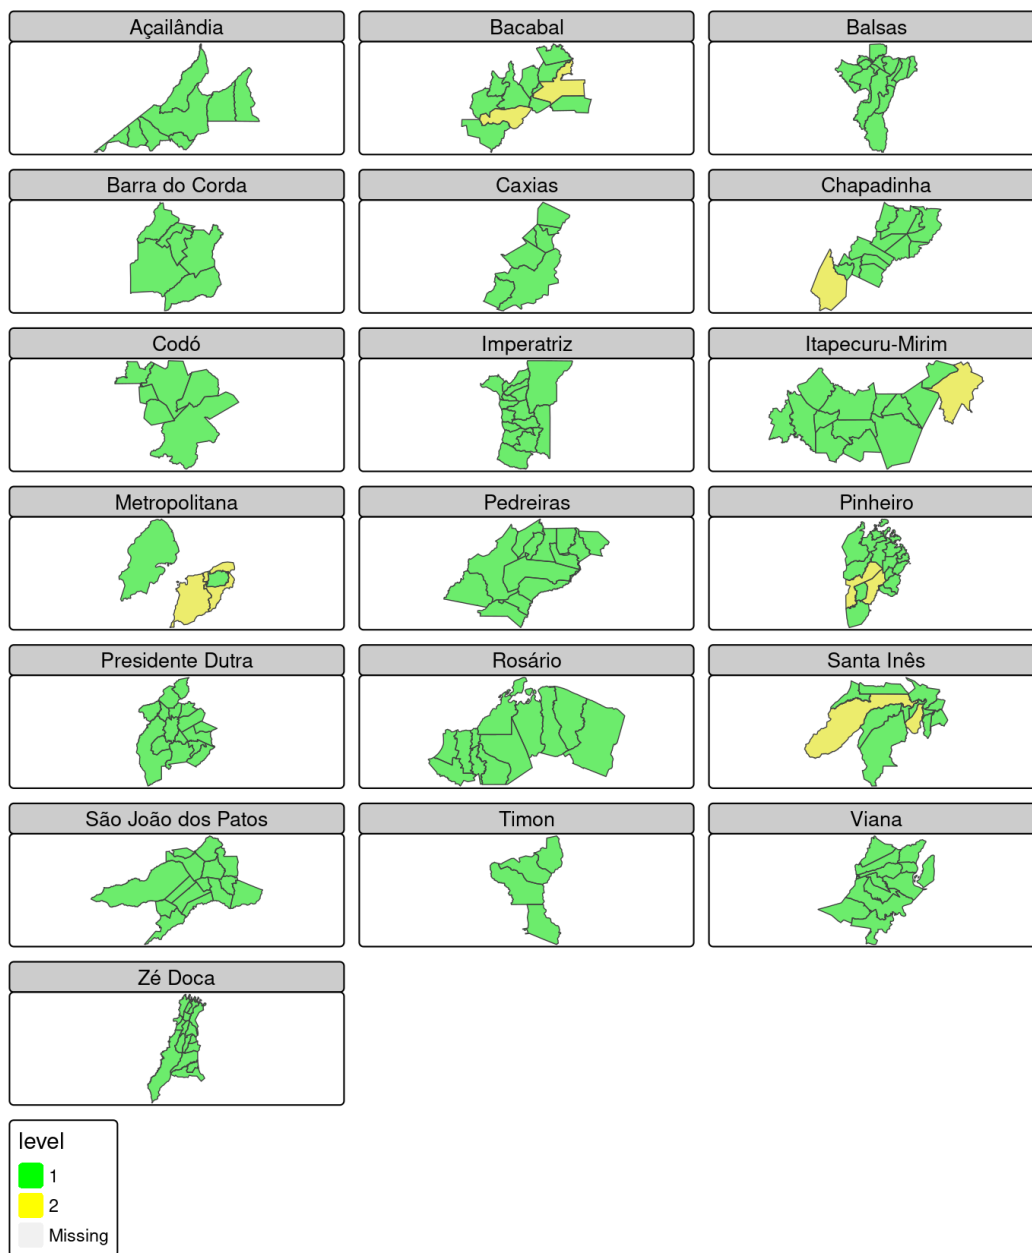 Açailândia
Bacabal
Balsas
Barra do Corda
Caxias
Chapadinha
Codó
Imperatriz
Itapecuru-Mirim
Metropolitana
Pedreiras
Pinheiro
Presidente Dutra
Rosário
Santa Inês
São João dos Patos
Timon
Viana
Zé Doca
level
1
2
Missing